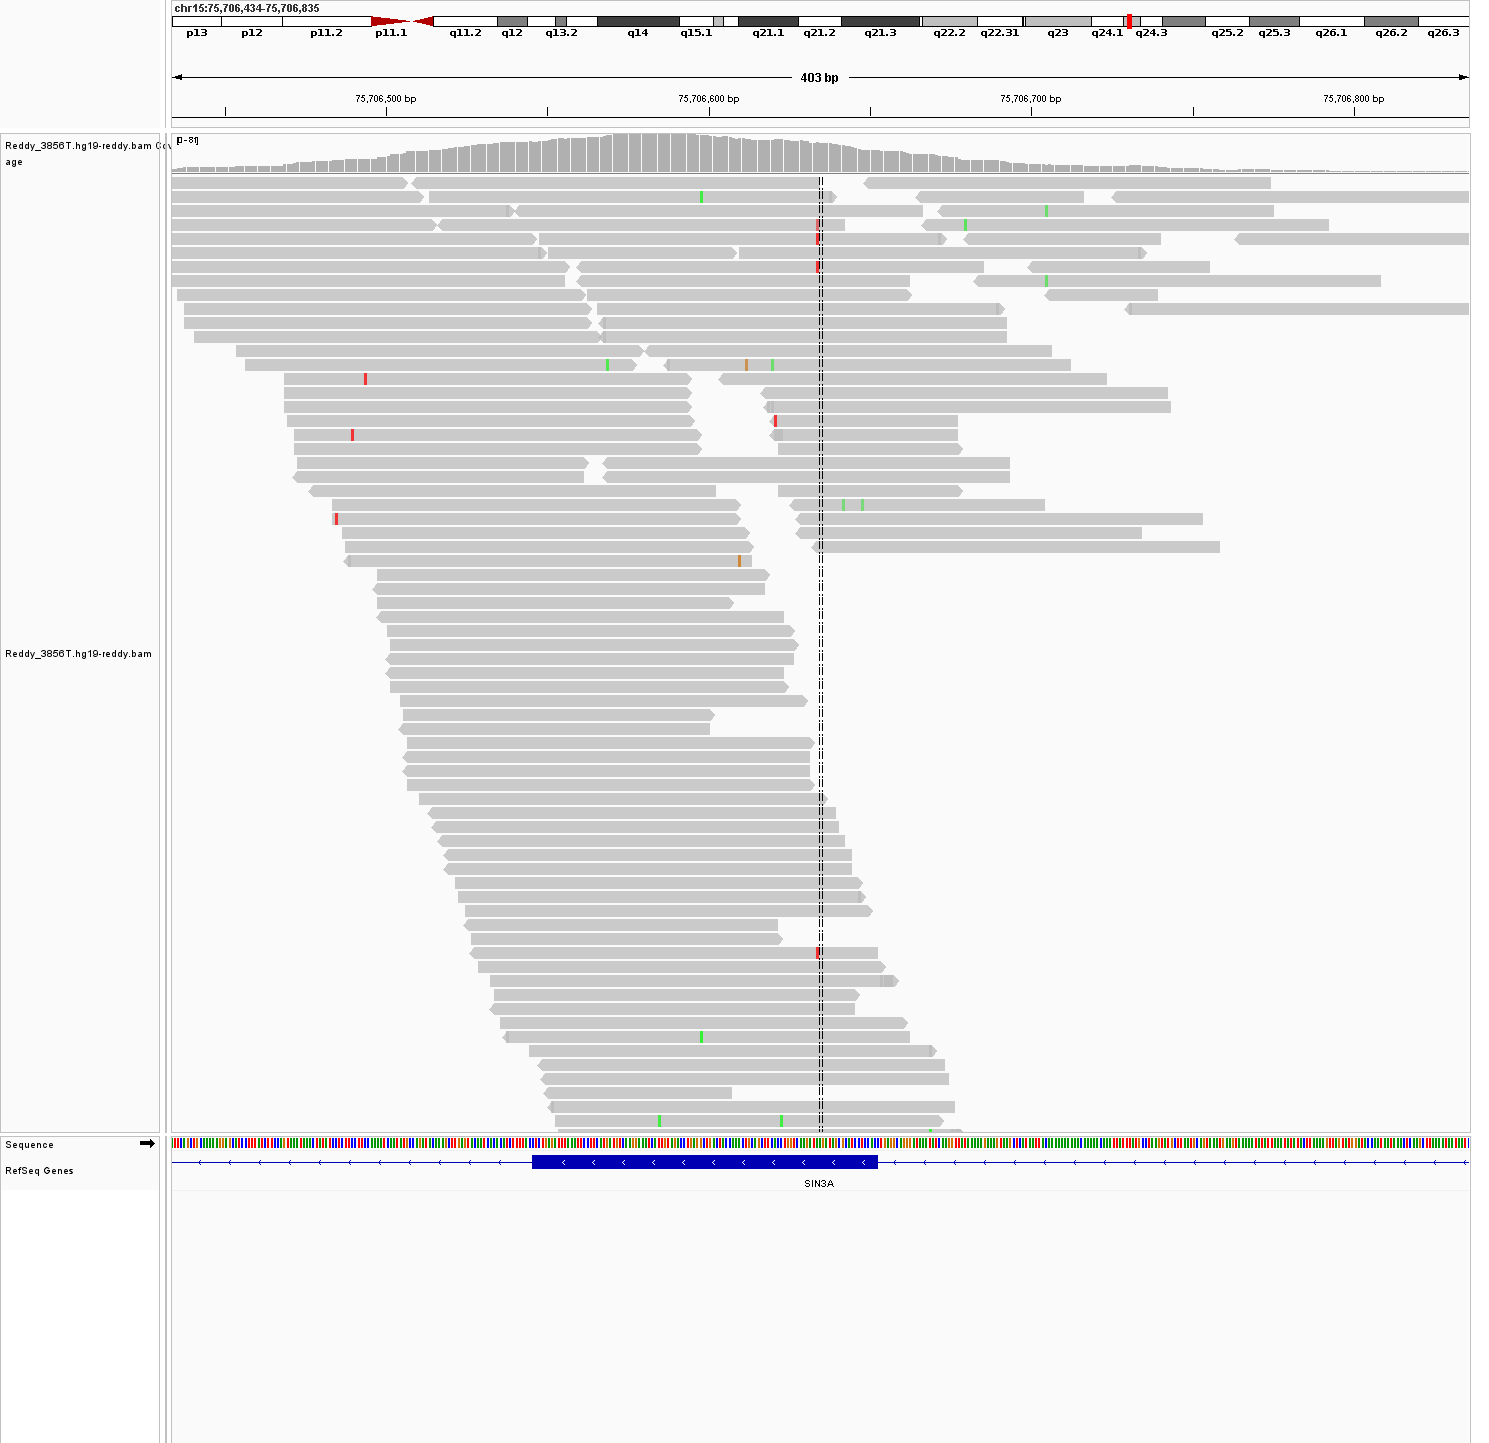 chr15:75,706,434-75,706,835
p13 p12 p11.2 p11.1 q11.2 q12 q13.2 q14 q15.1 q21.1 q21.2 q21.3 q22.2 q22.31 q23 q24.1 q24.3 q25.2 q25.3 q26.1 q26.2 q26.3
403 bp
75,706,500 bp 75,706,600 bp 75,706,700 bp 75,706,800 bp
[0-81]
Reddy_3856T.hg19-reddy.bam Cov
age
Reddy_3856T.hg19-reddy.bam
Sequence
RefSeq Genes
SIN3A